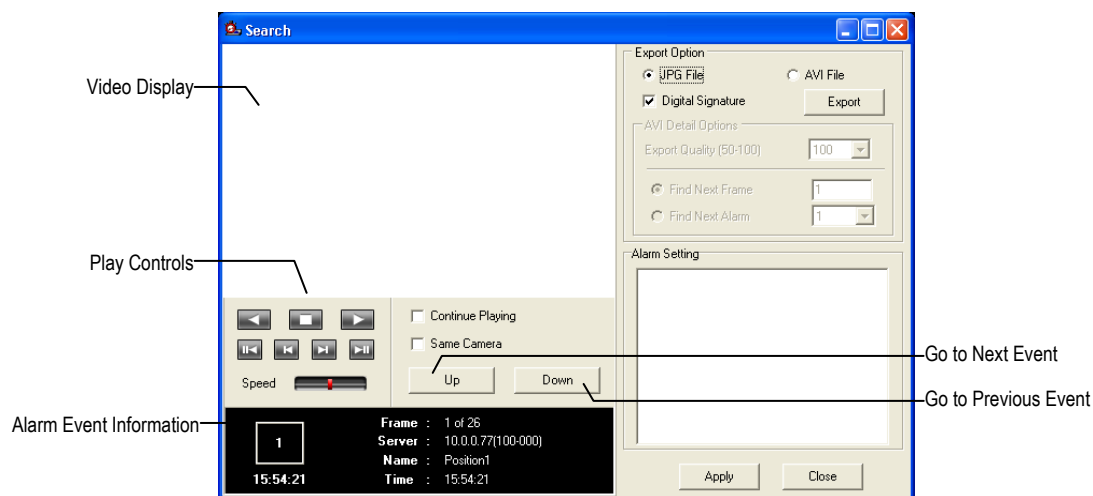 Search
Video Display
Export Option
JPG File
AVI File
Digital Signature
Export
AVI Detail Options
Export Quality (50-100)
100
Find Next Frame
1
Find Next Alarm
1
Play Controls
Alarm Setting
Continue Playing
Same Camera
Speed
Up
Down
Go to Next Event
Go to Previous Event
Alarm Event Information
1
15:54:21
Frame : 1 of 26
Server : 10.0.0.77(100-000)
Name : Position1
Time : 15:54:21
Apply
Close